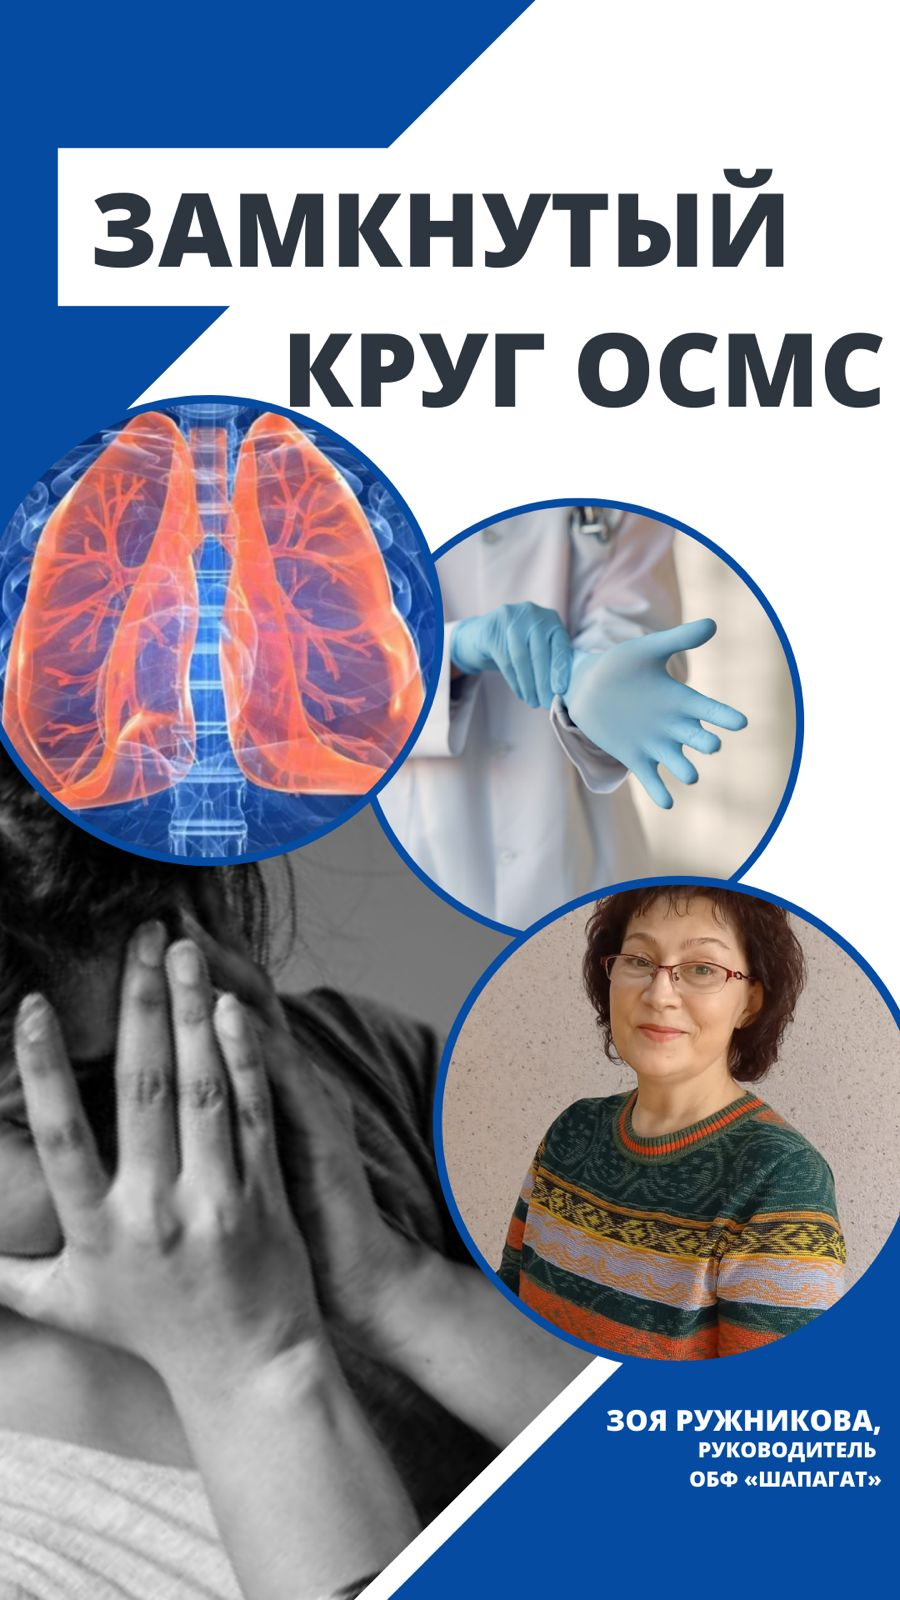 ЗАМКНУТЫЙ
КРУГ ОСМС
ЗОЯ РУЖНИКОВА,
РУКОВОДИТЕЛЬ
ОБФ «ШАПАГАТ»